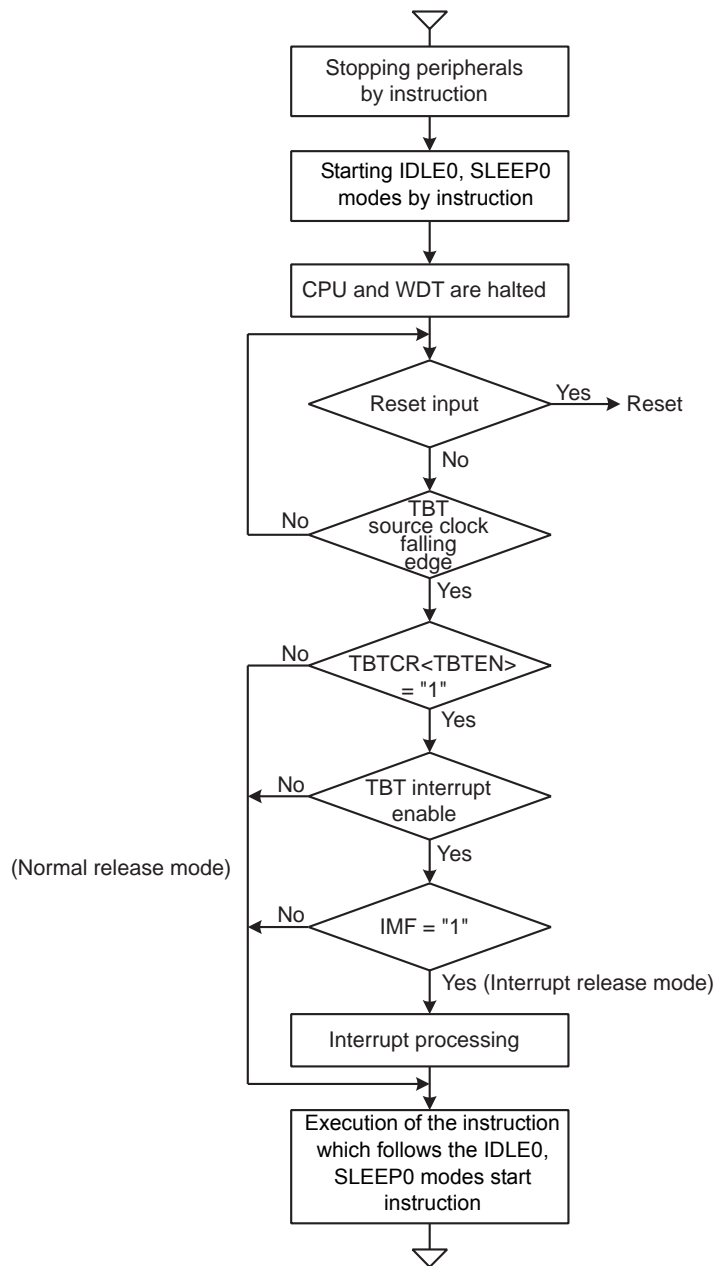 Stopping peripherals
by instruction
Starting IDLE0, SLEEP0
modes by instruction
CPU and WDT are halted
Reset input
Yes
Reset
No
No
TBT
source clock
falling
edge
Yes
No
TBTCR<TBTEN>
= "1"
Yes
No
TBT interrupt
enable
(Normal release mode)
Yes
No
IMF = "1"
Yes (Interrupt release mode)
Interrupt processing
Execution of the instruction
which follows the IDLE0,
SLEEP0 modes start
instruction